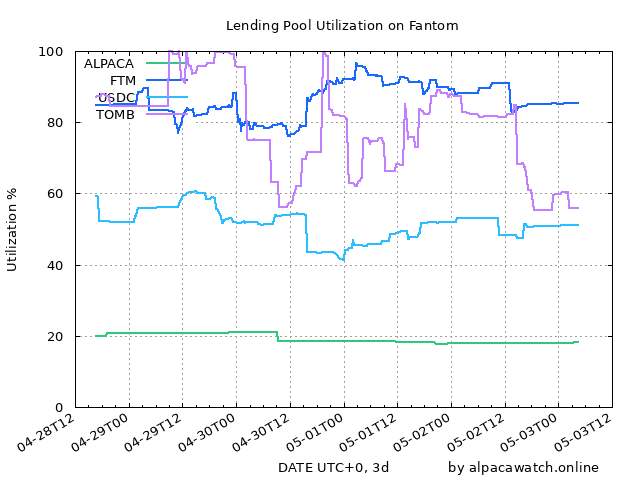 Lending Pool Utilization on Fantom
100
80
60
40
20
0
Utilization %
ALPACA
FTM
USDC
TOMB
04-28T12
04-29T00
04-29T12
04-30T00
04-30T12
05-01T00
05-01T12
05-02T00
05-02T12
05-03T00
05-03T12
DATE UTC+0, 3d
by alpacawatch.online